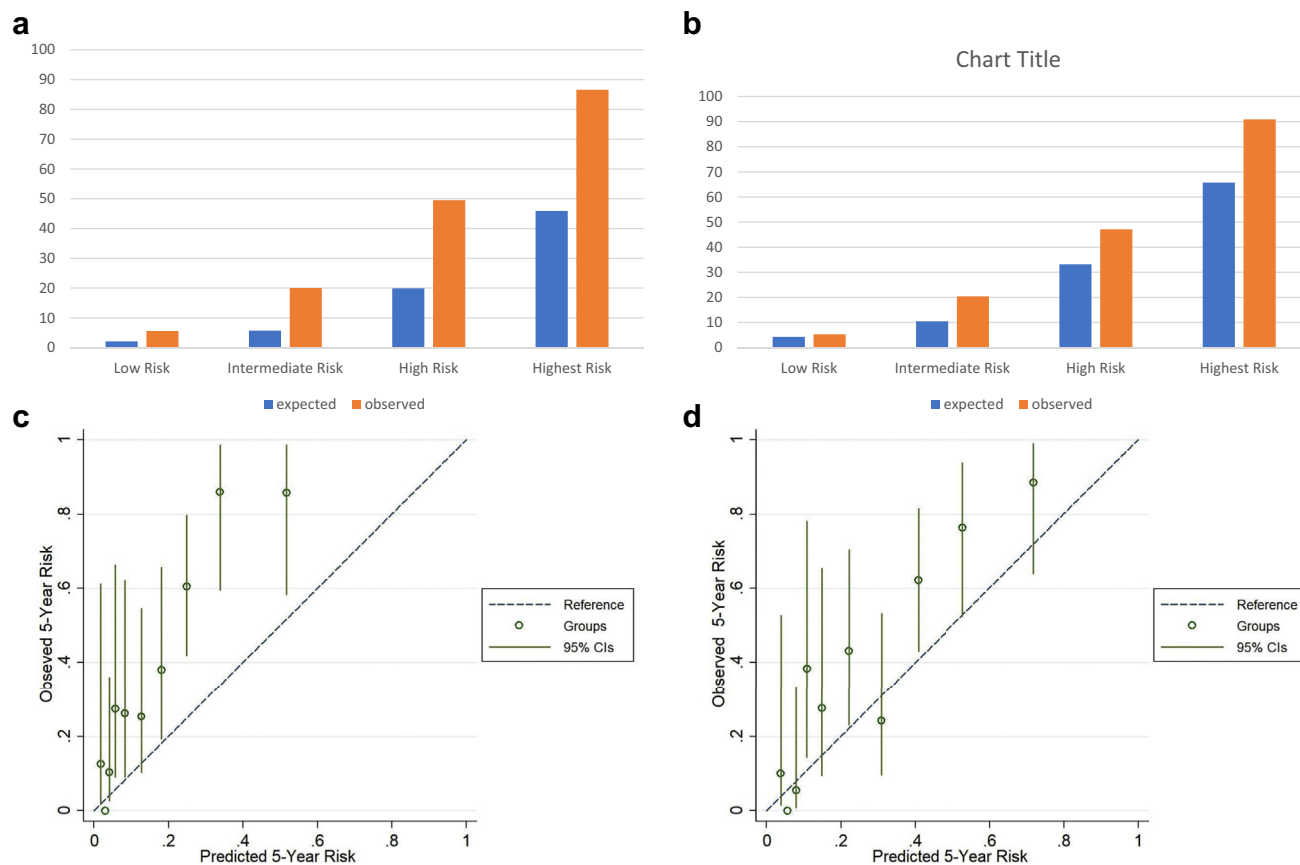 a
100
90
80
70
60
50
40
30
20
10
0
Low Risk Intermediate Risk High Risk Highest Risk
expected observed
b
Chart Title
100
90
80
70
60
50
40
30
20
10
0
Low Risk Intermediate Risk High Risk Highest Risk
expected observed
c
Obseved 5-Year Risk
1
.8
.6
.4
.2
0
0 .2 .4 .6 .8 1
Predicted 5-Year Risk
Reference
Groups
95% CIs
d
Observed 5-Year Risk
1
.8
.6
.4
.2
0
0 .2 .4 .6 .8 1
Predicted 5-Year Risk
Reference
Groups
95% CIs